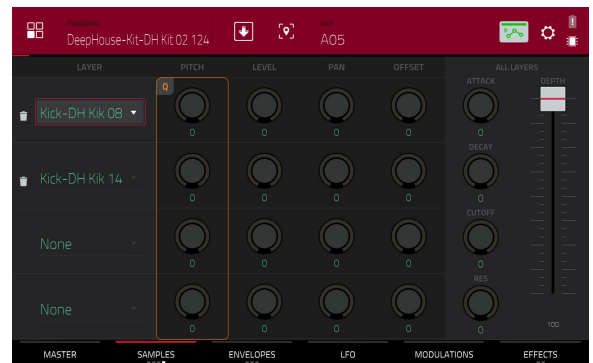 DeepHouse-Kit-DH Kit 02 124
A05
LAYER PITCH LEVEL PAN OFFSET ALL LAYERS
ATTACK DEPTH
Q
Kick-DH Kik 08
0 0 0 0 0
DECAY
Kick-DH Kik 14
0 0 0 0 0
CUTOFF
None
0 0 0 0 0
RES
None
0 0 0 0 0 100
MASTER SAMPLES ENVELOPES LFO MODULATIONS EFFECTS